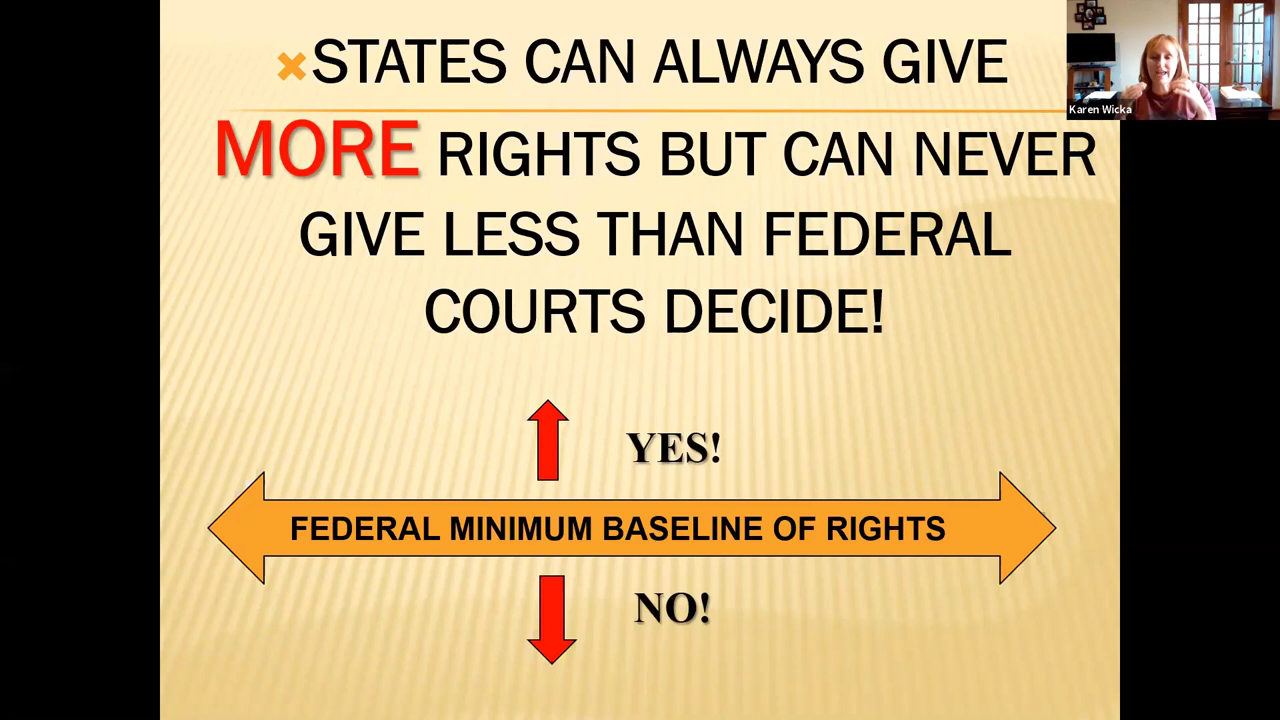 STATES CAN ALWAYS GIVE
MORE RIGHTS BUT CAN NEVER
GIVE LESS THAN FEDERAL
COURTS DECIDE!
Karen Wicka
YES!
FEDERAL MINIMUM BASELINE OF RIGHTS
NO!